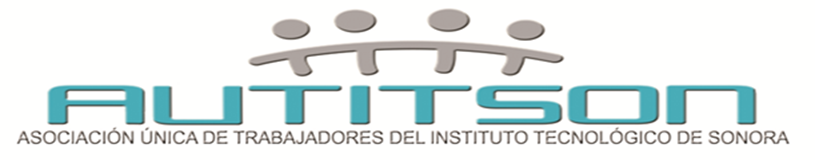 AUTITSON
ASOCIACIÓN ÚNICA DE TRABAJADORES DEL INSTITUTO TECNOLÓGICO DE SONORA